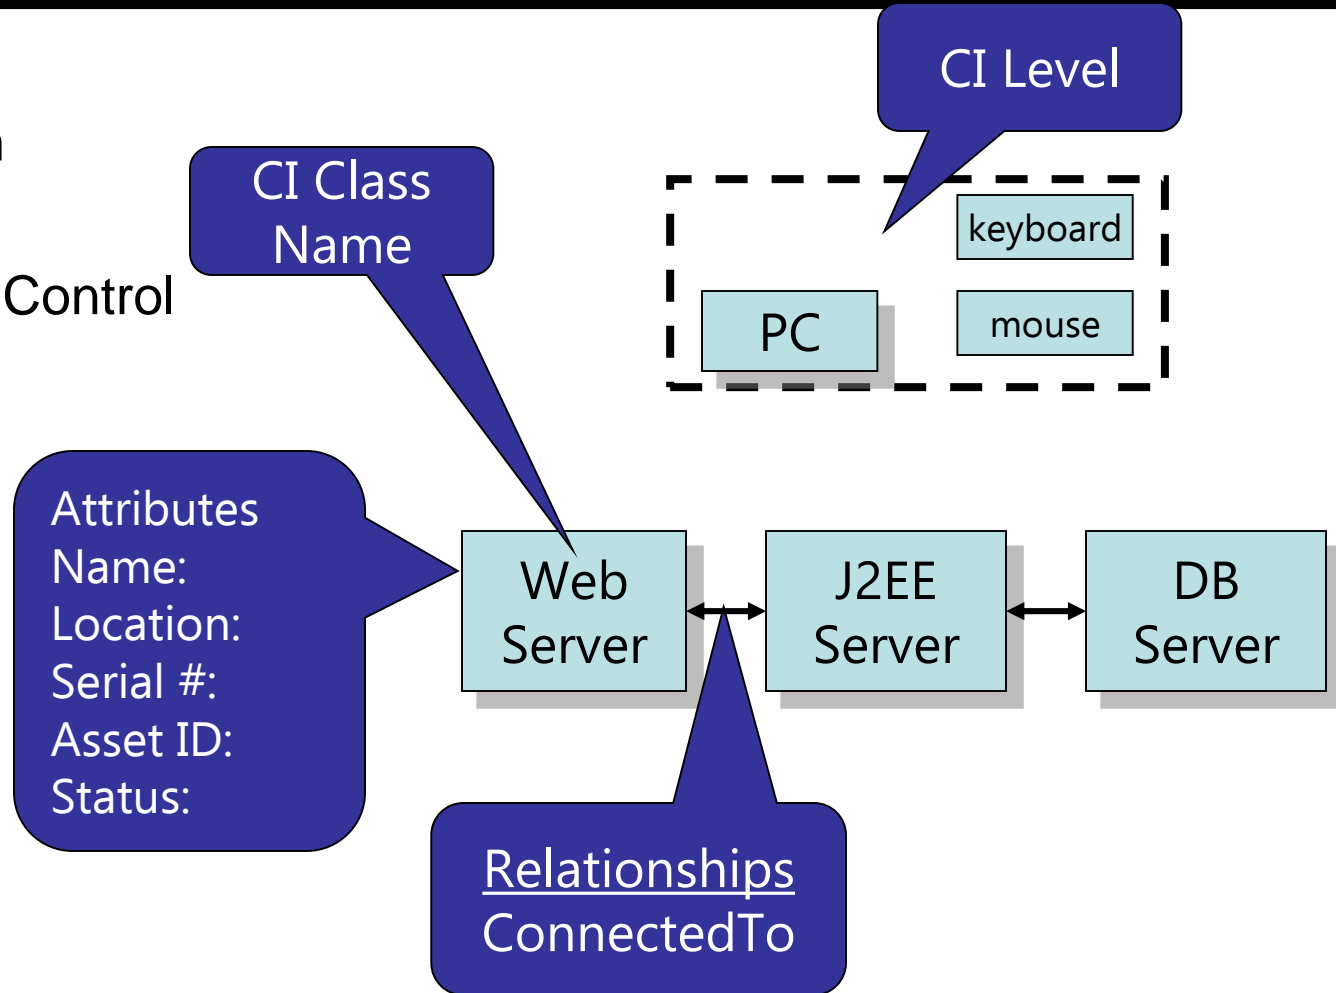 CI Level
n
CI Class
Name
keyboard
Control
mouse
PC
Attributes
Name:
Location:
Serial #:
Asset ID:
Status:
Web
Server
J2EE
Server
DB
Server
Relationships
ConnectedTo